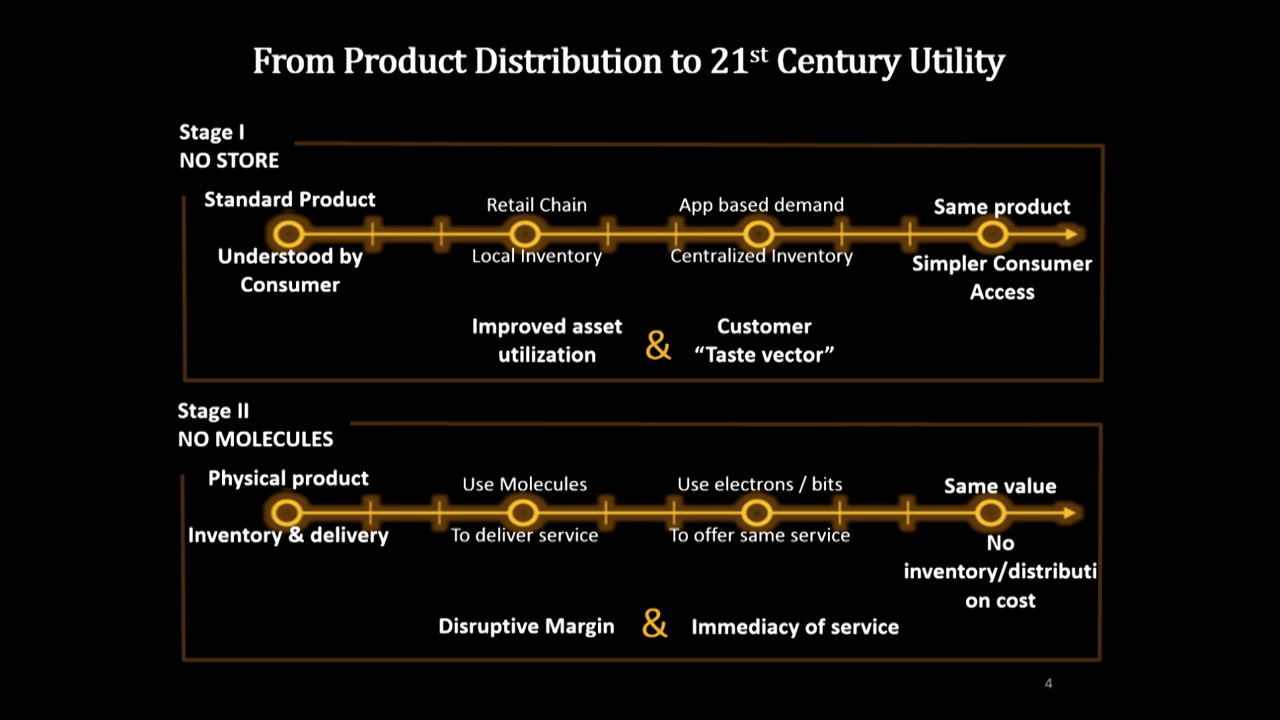 From Product Distribution to 21st Century Utility
Stage I
NO STORE
Standard Product
Understood by
Consumer
Retail Chain
Local Inventory
App based demand
Centralized Inventory
Same product
Simpler Consumer
Access
Improved asset
utilization
&
Customer
“Taste vector”
Stage II
NO MOLECULES
Physical product
Inventory & delivery
Use Molecules
To deliver service
Use electrons / bits
To offer same service
Same value
No
inventory/distributi
on cost
Disruptive Margin
&
Immediacy of service
4